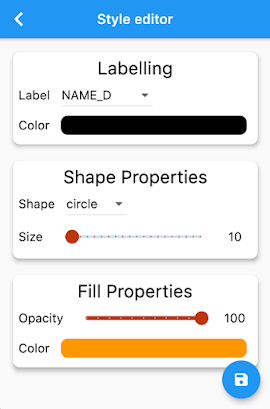 Style editor
Labelling
Label NAME_D
Color
Shape Properties
Shape circle
Size 10
Fill Properties
Opacity 100
Color